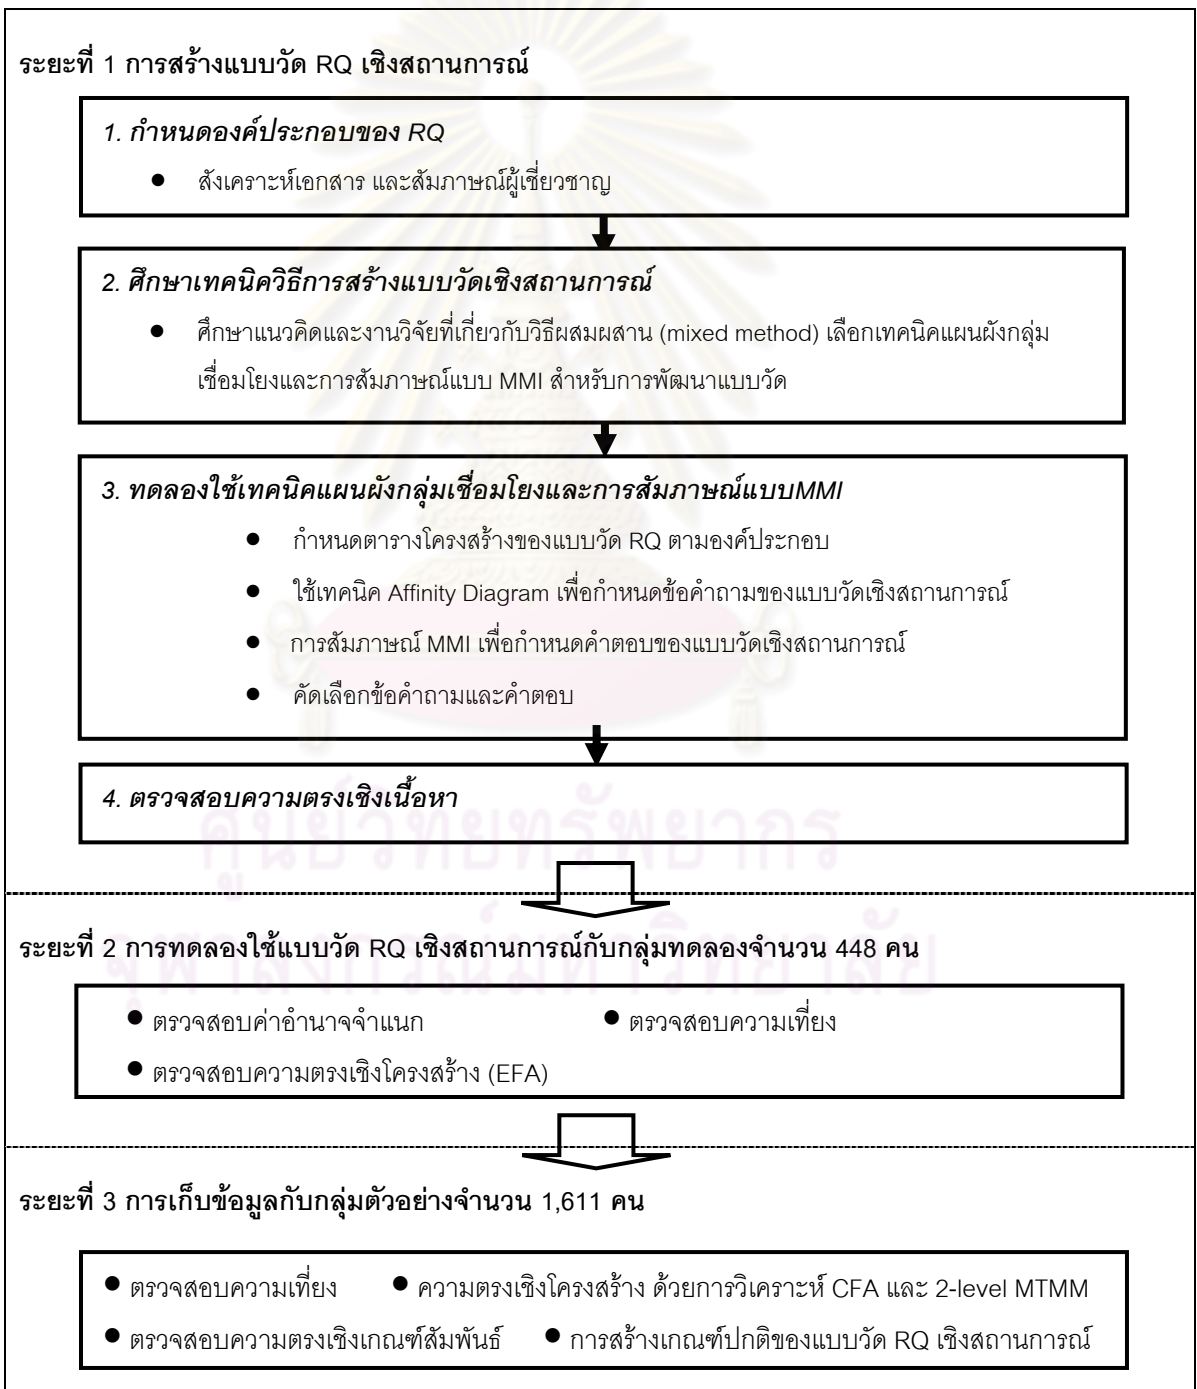 ระยะที่ 1 การสร้างแบบวัด RQ เชิงสถานการณ์
1. กำหนดองค์ประกอบของ RQ
● สังเคราะห์เอกสาร และสัมภาษณ์ผู้เชี่ยวชาญ
2. ศึกษาเทคนิควิธีการสร้างแบบวัดเชิงสถานการณ์
● ศึกษาแนวคิดและงานวิจัยที่เกี่ยวกับวิธีผสมผสาน (mixed method) เลือกเทคนิคแผนผังกลุ่ม
เชื่อมโยงและการสัมภาษณ์แบบ MMI สำหรับการพัฒนาแบบวัด
3. ทดลองใช้เทคนิคแผนผังกลุ่มเชื่อมโยงและการสัมภาษณ์แบบMMI
● กำหนดตารางโครงสร้างของแบบวัด RQ ตามองค์ประกอบ
● ใช้เทคนิค Affinity Diagram เพื่อกำหนดข้อคำถามของแบบวัดเชิงสถานการณ์
● การสัมภาษณ์ MMI เพื่อกำหนดคำตอบของแบบวัดเชิงสถานการณ์
● คัดเลือกข้อคำถามและคำตอบ
4. ตรวจสอบความตรงเชิงเนื้อหา
ศูนย์วิทยทรัพยากร
ระยะที่ 2 การทดลองใช้แบบวัด RQ เชิงสถานการณ์กับกลุ่มทดลองจำนวน 448 คน
จุฬาลงกรณ์มหาวิทยาลัย
● ตรวจสอบค่าอำนาจจำแนก ● ตรวจสอบความเที่ยง
● ตรวจสอบความตรงเชิงโครงสร้าง (EFA)
ระยะที่ 3 การเก็บข้อมูลกับกลุ่มตัวอย่างจำนวน 1,611 คน
● ตรวจสอบความเที่ยง ● ความตรงเชิงโครงสร้าง ด้วยการวิเคราะห์ CFA และ 2-level MTMM
● ตรวจสอบความตรงเชิงเกณฑ์สัมพันธ์ ● การสร้างเกณฑ์ปกติของแบบวัด RQ เชิงสถานการณ์